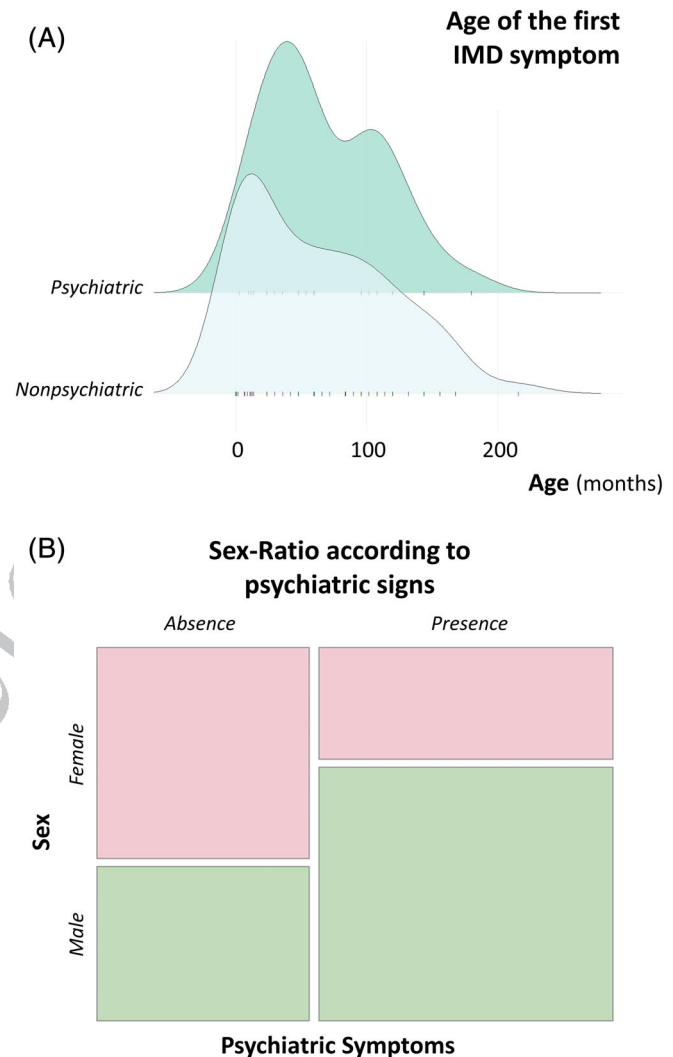 (A)
Age of the first
IMD symptom
Psychiatric
Nonpsychiatric
0 100 200
Age (months)
(B)
Sex-Ratio according to
psychiatric signs
Absence Presence
Female
Sex
Male
Psychiatric Symptoms